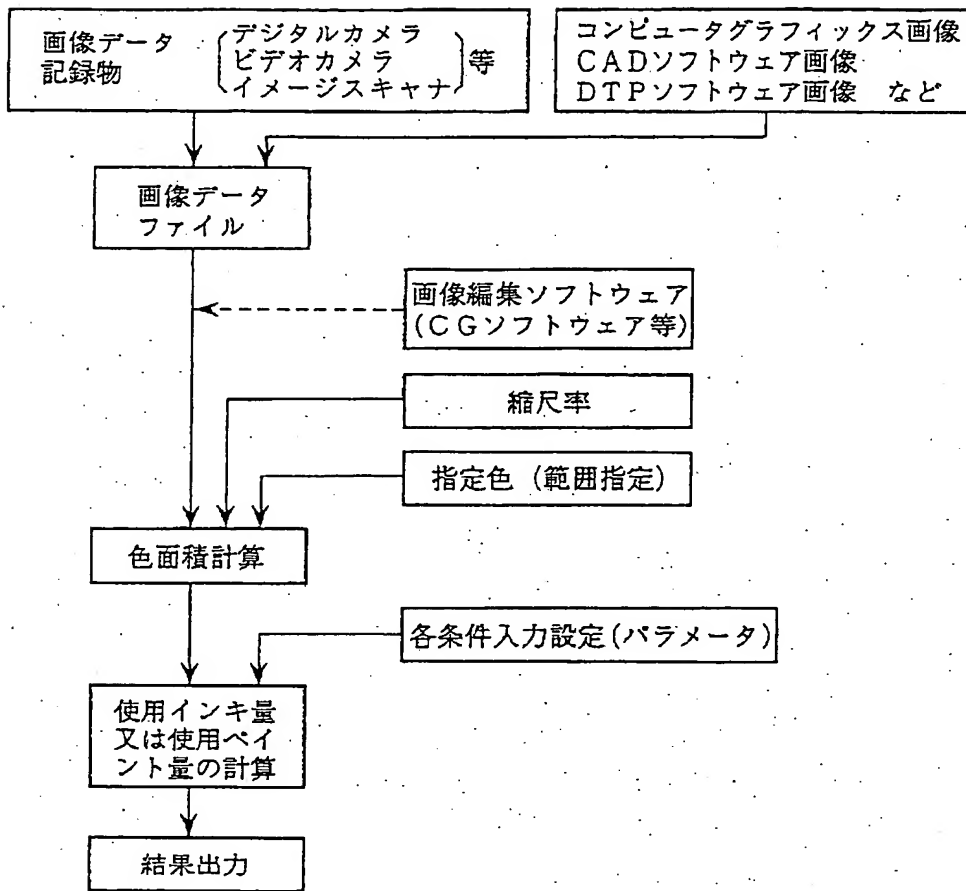 画像データ
記録物
デジタルカメラ
ビデオカメラ
イメージスキャナ
等
コンピュータグラフィックス画像
CADソフトウェア画像
DTPソフトウェア画像 など
画像データ
ファイル
画像編集ソフトウェア
(CGソフトウェア等)
縮尺率
指定色(範囲指定)
色面積計算
各条件入力設定(パラメータ)
使用インキ量
又は使用ペイ
ント量の計算
結果出力